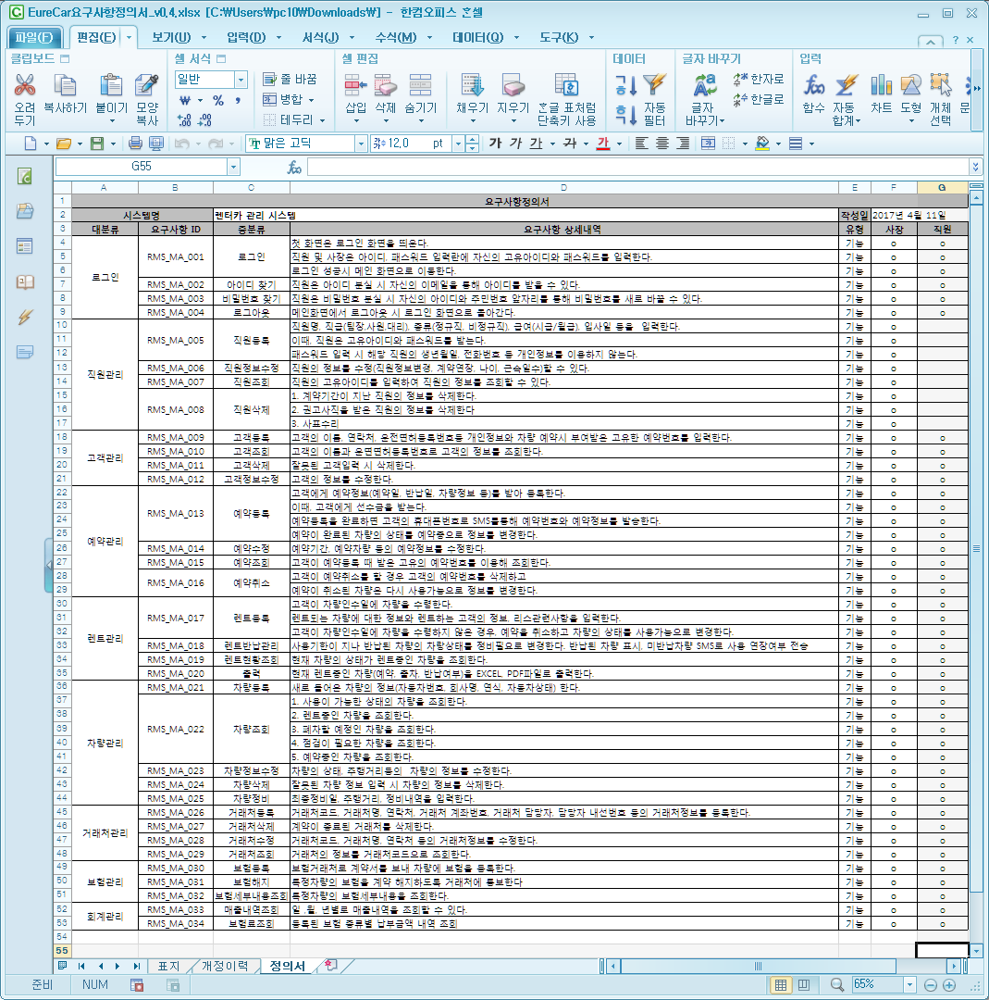 EureCar요구사항정의서_v0,4,xlsx [C:₩Users₩pc10₩Downloads₩] - 한컴오피스 훈셀
파일(F) 편집(E) 보기(U) 입력(D) 서식(J) 수식(M) 데이터(Q) 도구(K)
클립보드 셀 서식 셀 편집 데이터 글자 바꾸기 입력
오려 두기 복사하기 붙이기 모양 복사 일반 줄 바꿈 병합 테두리 삽입 삭제 숨기기 채우기 지우기 한글 표처럼 단축키 사용 자동 필터 글자 바꾸기 한자로 한글로 함수 자동 합계 차트 도형 개체 선택 문
맑은 고딕 12,0 pt 가 가 가 가 가
G55
A B C D E F G
1 요구사항정의서
2 시스템명 렌터카 관리 시스템 작성일 2017년 4월 11일
3 대분류 요구사항 ID 중분류 요구사항 상세내역 유형 사장 직원
4 첫 화면은 로그인 화면을 띄운다. 기능 o o
5 로그인 RMS_MA_001 로그인 직원 및 사장은 아이디, 패스워드 입력란에 자신의 고유아이디와 패스워드를 입력한다. 기능 o o
6 로그인 성공시 메인 화면으로 이동한다. 기능 o o
7 RMS_MA_002 아이디 찾기 직원은 아이디 분실 시 자신의 이메일을 통해 아이디를 받을 수 있다. 기능 o o
8 RMS_MA_003 비밀번호 찾기 직원은 비밀번호 분실 시 자신의 아이디와 주민번호 앞자리를 통해 비밀번호를 새로 바꿀 수 있다. 기능 o o
9 RMS_MA_004 로그아웃 메인화면에서 로그아웃 시 로그인 화면으로 돌아간다. 기능 o o
10 직원명, 직급(팀장,사원,대리), 종류(정규직, 비정규직), 급여(시급/월급), 입사일 등을 입력한다. 기능 o
11 직원관리 RMS_MA_005 직원등록 이때, 직원은 고유아이디와 패스워드를 받는다. 기능 o
12 패스워드 입력 시 해당 직원의 생년월일, 전화번호 등 개인정보를 이용하지 않는다. 기능 o
13 RMS_MA_006 직원정보수정 직원의 정보를 수정(직원정보변경, 계약연장, 나이, 근속일수)할 수 있다. 기능 o
14 RMS_MA_007 직원조회 직원의 고유아이디를 입력하여 직원의 정보를 조회할 수 있다. 기능 o
15 1. 계약기간이 지난 직원의 정보를 삭제한다. 기능 o
16 RMS_MA_008 직원삭제 2. 권고사직을 받은 직원의 정보를 삭제한다 기능 o
17 3. 사표수리 기능 o
18 고객관리 RMS_MA_009 고객등록 고객의 이름, 연락처, 운전면허등록번호등 개인정보와 차량 예약시 부여받은 고유한 예약번호를 입력한다. 기능 o o
19 RMS_MA_010 고객조회 고객의 이름과 운면면허등록번호로 고객의 정보를 조회한다. 기능 o o
20 RMS_MA_011 고객삭제 잘못된 고객입력 시 삭제한다. 기능 o o
21 RMS_MA_012 고객정보수정 고객의 정보를 수정한다. 기능 o o
22 고객에게 예약정보(예약일, 반납일, 차량정보 등)를 받아 등록한다. 기능 o o
23 예약관리 RMS_MA_013 예약등록 이때, 고객에게 선수금을 받는다. 기능 o o
24 예약등록을 완료하면 고객의 휴대폰번호로 SMS를통해 예약번호와 예약정보를 발송한다. 기능 o o
25 예약이 완료된 차량의 상태를 예약중으로 정보를 변경한다. 기능 o o
26 RMS_MA_014 예약수정 예약기간, 예약차량 등의 예약정보를 수정한다. 기능 o o
27 RMS_MA_015 예약조회 고객이 예약등록 때 받은 고유의 예약번호를 이용해 조회한다. 기능 o o
28 RMS_MA_016 예약취소 고객이 예약취소를 할 경우 고객의 예약번호를 삭제하고 기능 o o
29 예약이 취소된 차량은 다시 사용가능으로 정보를 변경한다. 기능 o o
30 고객이 차량인수일에 차량을 수령한다. 기능 o o
31 렌트관리 RMS_MA_017 렌트등록 렌트되는 차량에 대한 정보와 렌트하는 고객의 정보, 리스관련사항을 입력한다. 기능 o o
32 고객이 차량인수일에 차량을 수령하지 않은 경우, 예약을 취소하고 차량의 상태를 사용가능으로 변경한다. 기능 o o
33 RMS_MA_018 렌트반납관리 사용기한이 지나 반납된 차량의 차량상태를 정비필요로 변경한다. 반납된 차량 표시, 미반납차량 SMS로 사용 연장여부 전송 기능 o o
34 RMS_MA_019 렌트현황조회 현재 차량의 상태가 렌트중인 차량을 조회한다. 기능 o o
35 RMS_MA_020 출력 현재 렌트중인 차량(예약, 출차, 반납여부)을 EXCEL, PDF파일로 출력한다. 기능 o o
36 차량관리 RMS_MA_021 차량등록 새로 들어온 차량의 정보(자동차번호, 회사명, 연식, 자동차상태) 한다. 기능 o o
37 1. 사용이 가능한 상태의 차량을 조회한다. 기능 o o
38 2. 렌트중인 차량을 조회한다. 기능 o o
39 RMS_MA_022 차량조회 3. 폐차할 예정인 차량을 조회한다. 기능 o o
40 4. 점검이 필요한 차량을 조회한다. 기능 o o
41 5. 예약중인 차량을 조회한다. 기능 o o
42 RMS_MA_023 차량정보수정 차량의 상태, 주행거리등의 차량의 정보를 수정한다. 기능 o o
43 RMS_MA_024 차량삭제 잘못된 차량 정보 입력 시 차량의 정보를 삭제한다. 기능 o o
44 RMS_MA_025 차량정비 최종정비일, 주행거리, 정비내역을 입력한다. 기능 o o
45 거래처관리 RMS_MA_026 거래처등록 거래처코드, 거래처명, 연락처, 거래처 계좌번호, 거래처 담당자, 담당자 내선번호 등의 거래처정보를 등록한다. 기능 o o
46 RMS_MA_027 거래처삭제 계약이 종료된 거래처를 삭제한다. 기능 o o
47 RMS_MA_028 거래처수정 거래처코드, 거래처명, 연락처 등의 거래처정보를 수정한다. 기능 o o
48 RMS_MA_029 거래처조회 거래처의 정보를 거래처코드으로 조회한다. 기능 o o
49 보험관리 RMS_MA_030 보험등록 보험거래처로 계약서를 보내 차량에 보험을 등록한다. 기능 o o
50 RMS_MA_031 보험해지 특정차량의 보험을 계약 해지하도록 거래처에 통보한다 기능 o o
51 RMS_MA_032 보험세부내용조회 특정차량의 보험세부내용을 조회한다. 기능 o o
52 회계관리 RMS_MA_033 매출내역조회 일 .월, 년별로 매출내역을 조회할 수 있다. 기능 o o
53 RMS_MA_034 보험료조회 등록된 보험 종류별 납부금액 내역 조회 기능 o o
54
55
표지 개정이력 정의서
준비 NUM 65%